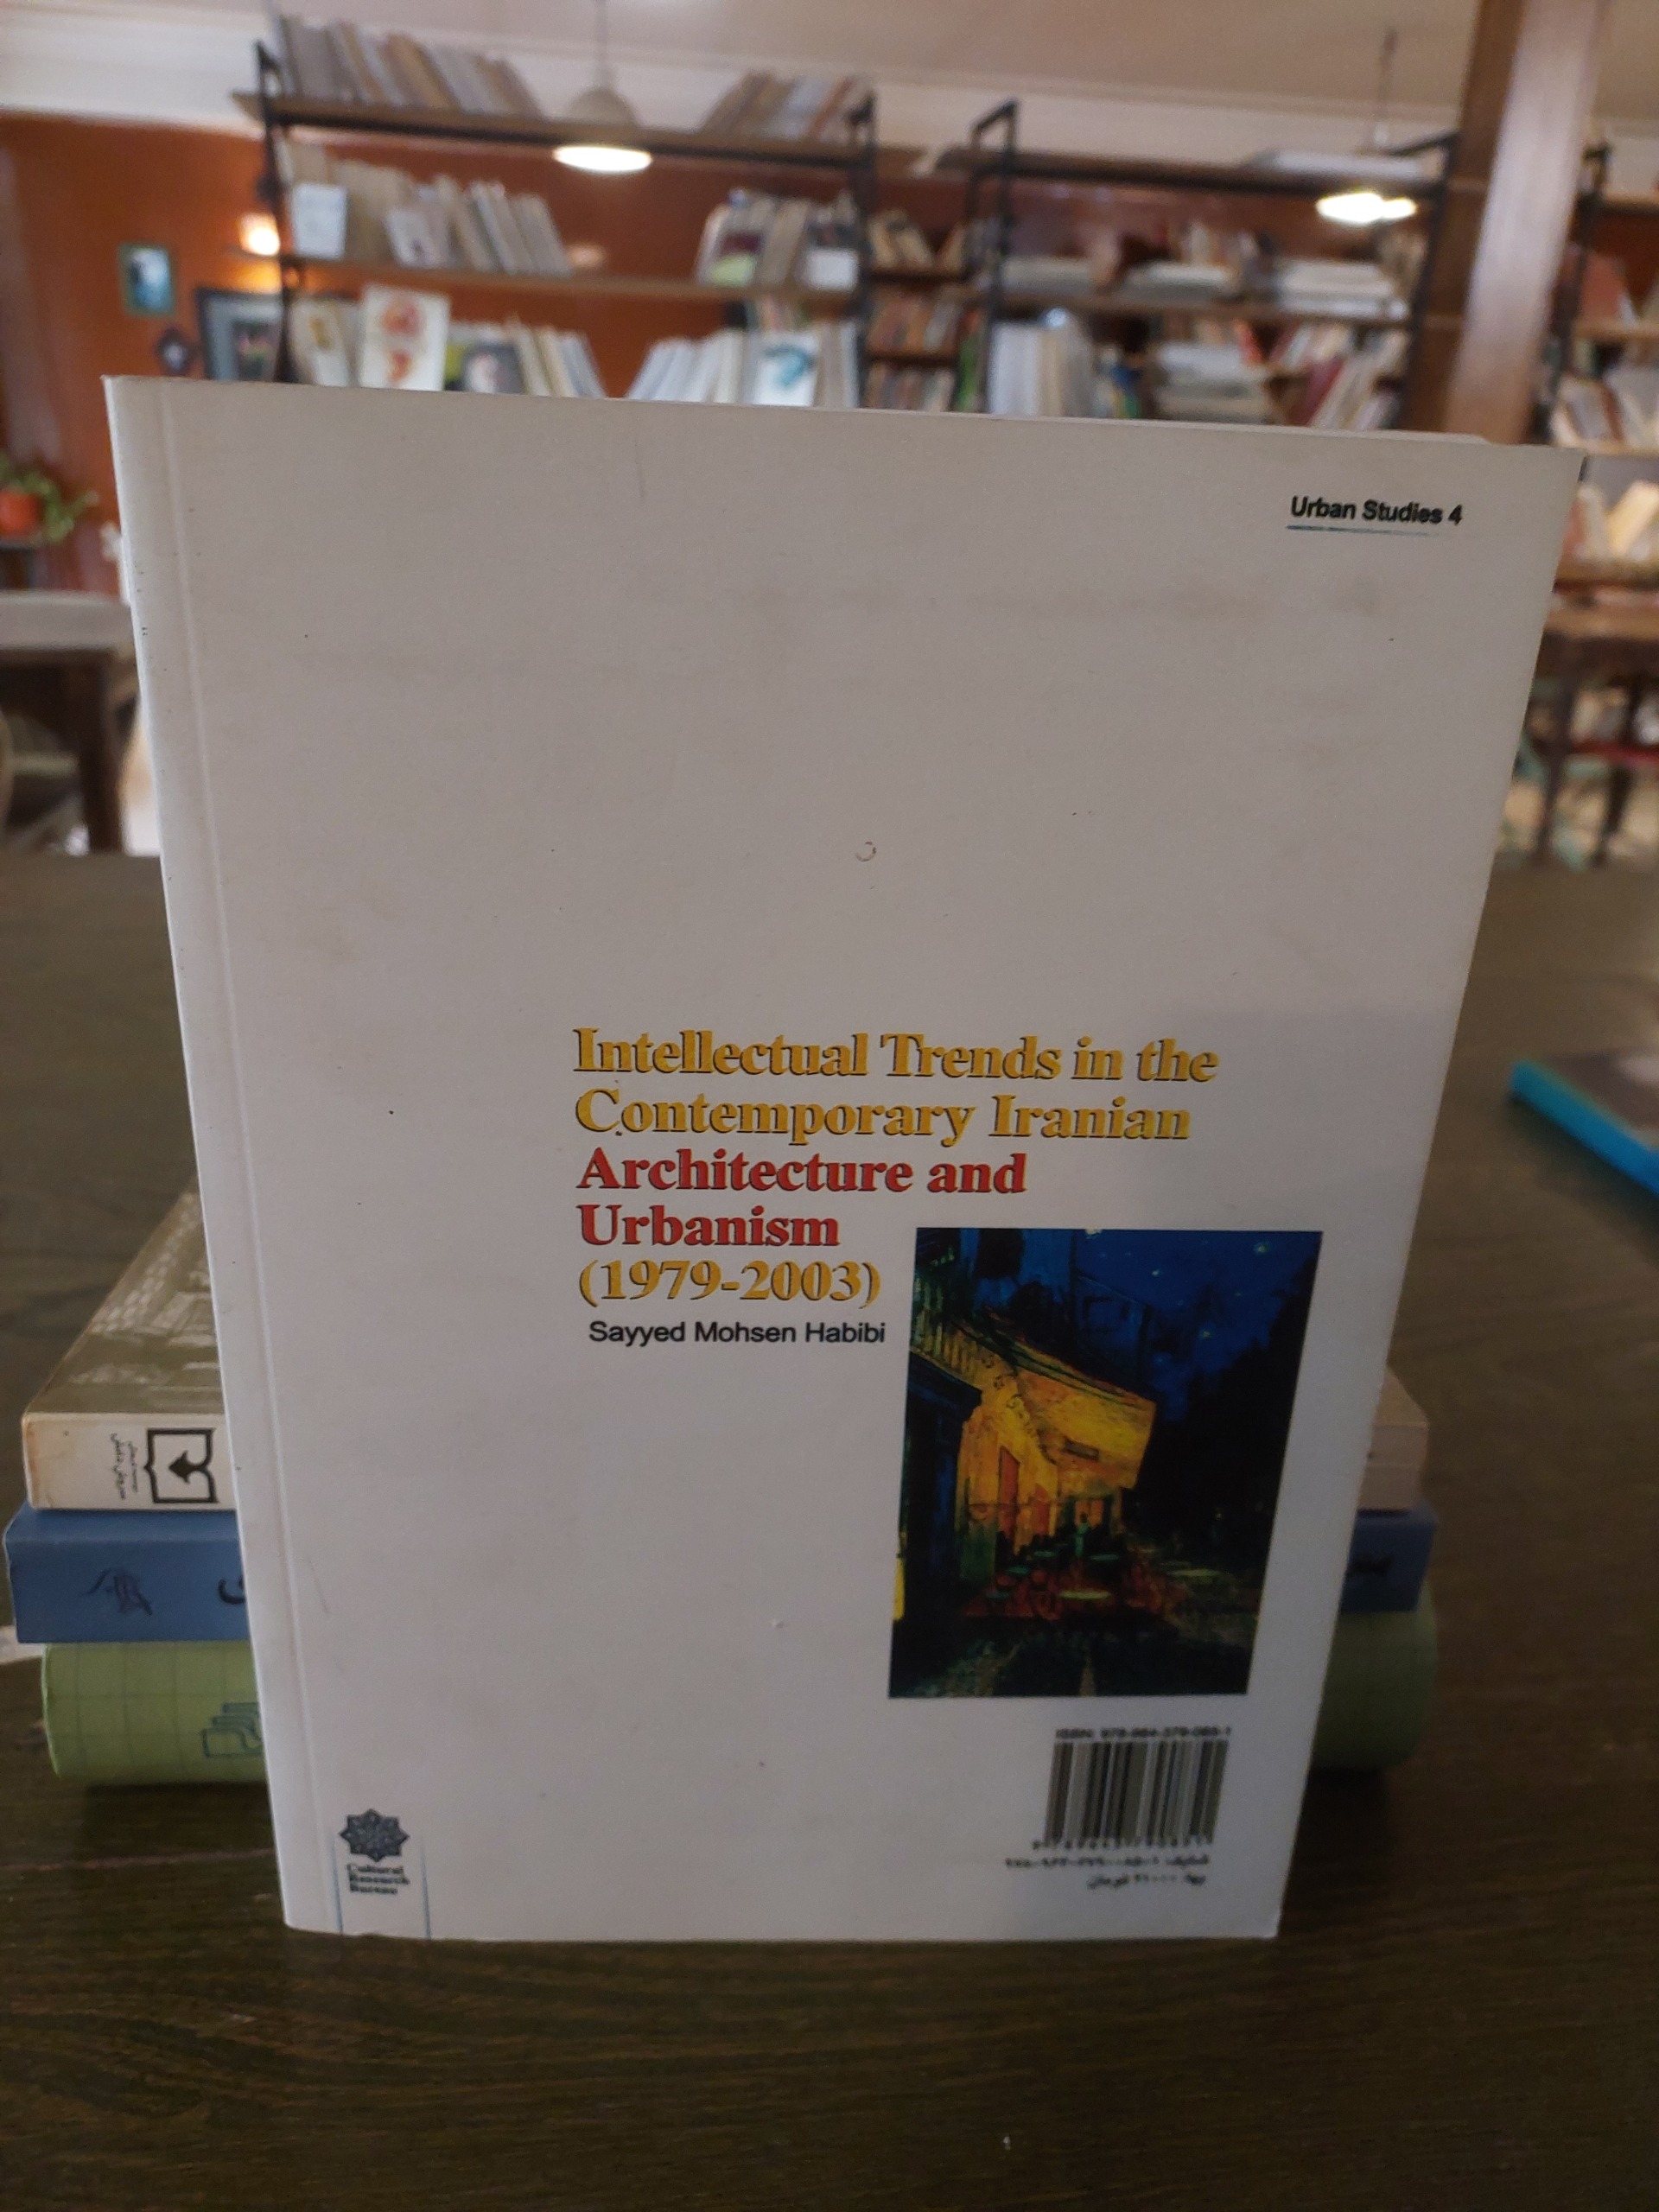 Urban Studies 4
Intellectual Trends in the
Contemporary Iranian
Architecture and
Urbanism
(1979-2003)
Sayyed Mohsen Habibi
Cultural
Research
Bureau